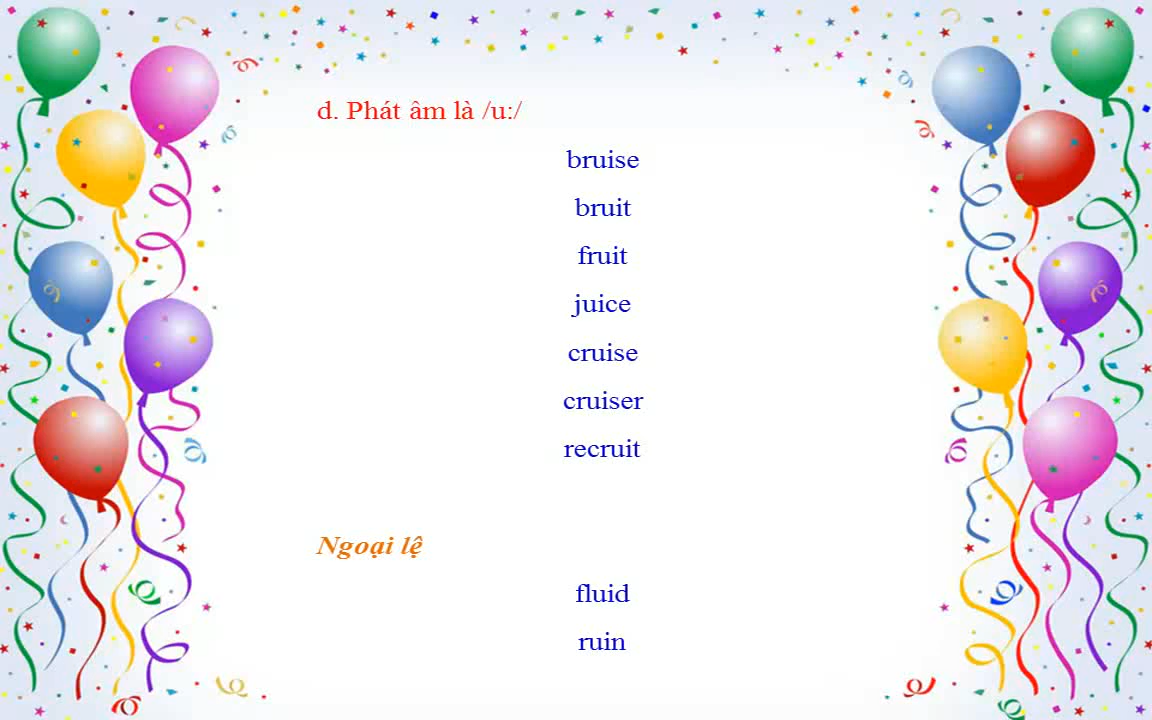 d. Phát âm là /u:/
bruise
bruit
fruit
juice
cruise
cruiser
recruit
Ngoại lệ
fluid
ruin